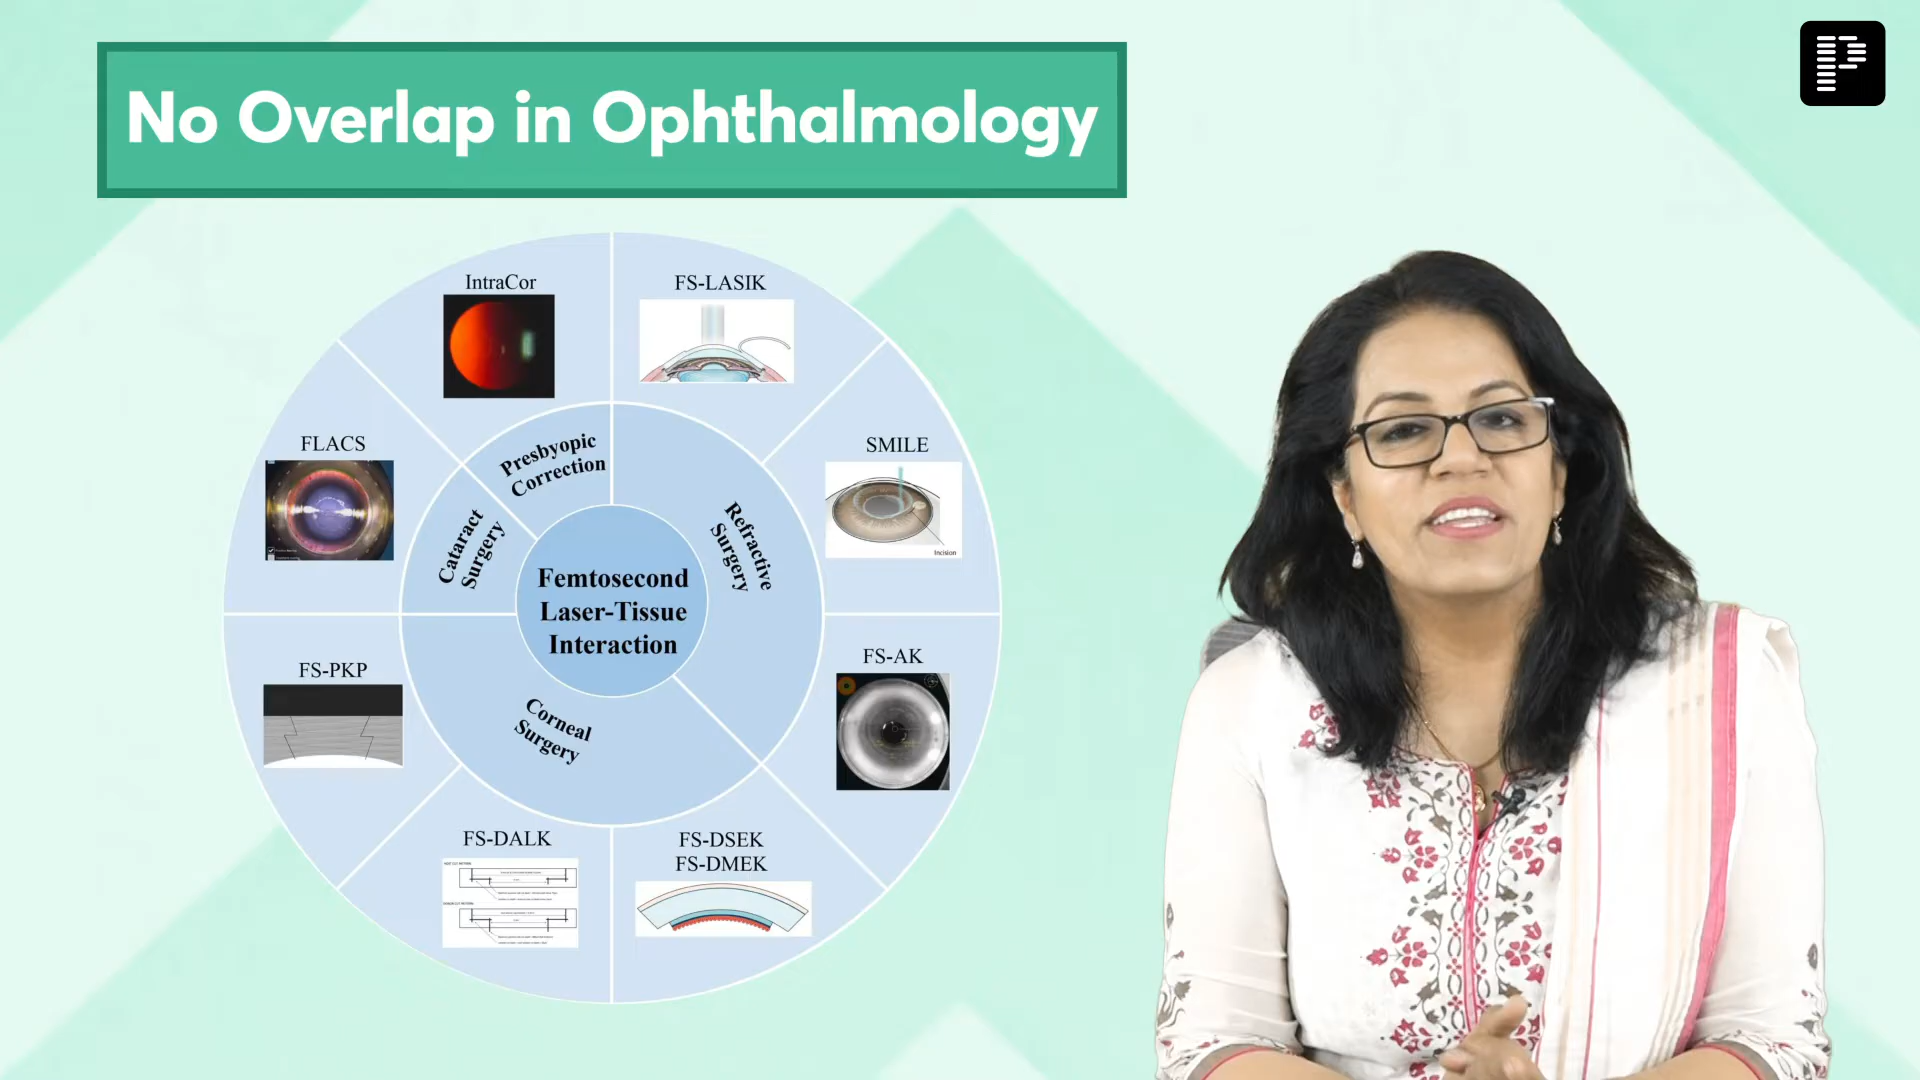 No Overlap in Ophthalmology
IntraCor
FS-LASIK
FLACS
SMILE
Presbyopic
Correction
Cataract
Surgery
Refractive
Surgery
Incision
Femtosecond
Laser-Tissue
Interaction
FS-PKP
FS-AK
Corneal
Surgery
FS-DALK
FS-DSEK
FS-DMEK